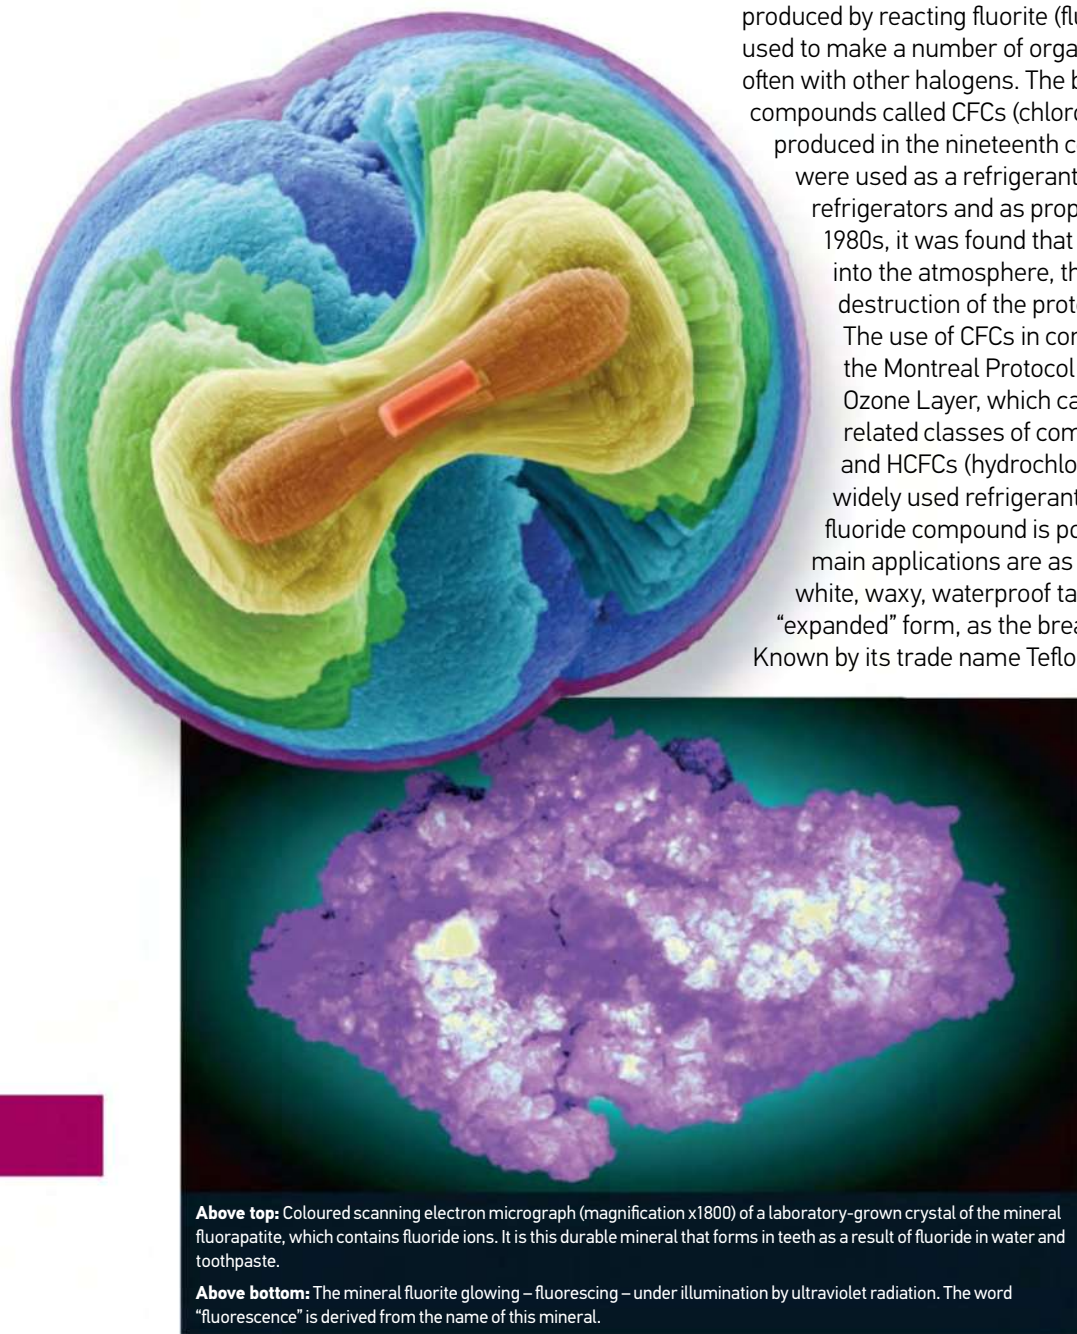 produced by reacting fluorite (flu
used to make a number of orga
often with other halogens. The b
compounds called CFCs (chloro
produced in the nineteenth c
were used as a refrigerant
refrigerators and as prop
1980s, it was found that
into the atmosphere, th
destruction of the prote
The use of CFCs in con
the Montreal Protocol
Ozone Layer, which ca
related classes of com
and HCFCs (hydrochlo
widely used refrigerant
fluoride compound is po
main applications are as
white, waxy, waterproof ta
“expanded” form, as the brea
Known by its trade name Teflo
Above top: Coloured scanning electron micrograph (magnification x1800) of a laboratory-grown crystal of the mineral
fluorapatite, which contains fluoride ions. It is this durable mineral that forms in teeth as a result of fluoride in water and
toothpaste.
Above bottom: The mineral fluorite glowing – fluorescing – under illumination by ultraviolet radiation. The word
“fluorescence” is derived from the name of this mineral.